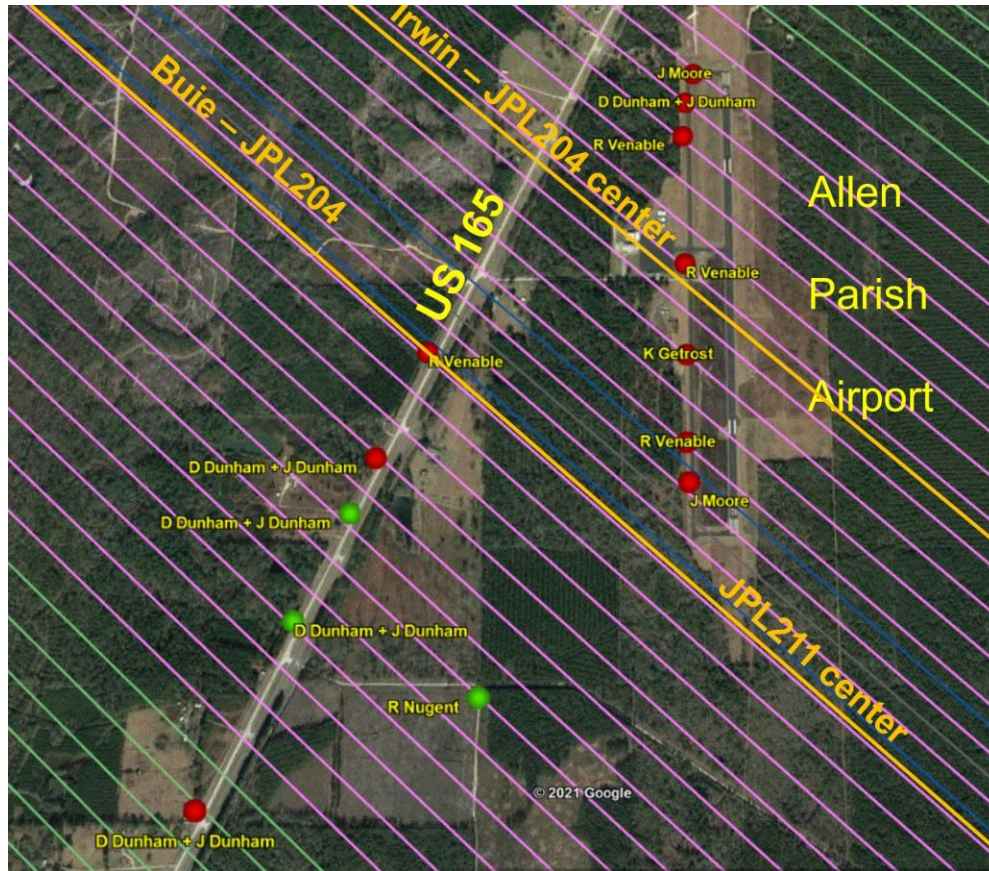 Irwin – JPL204 center
Buie – JPL204
JPL211 center
US 165
Allen
Parish
Airport
J Moore
D Dunham + J Dunham
R Venable
R Venable
K Getrost
R Venable
R Venable
J Moore
D Dunham + J Dunham
D Dunham + J Dunham
D Dunham + J Dunham
R Nugent
© 2021 Google
D Dunham + J Dunham